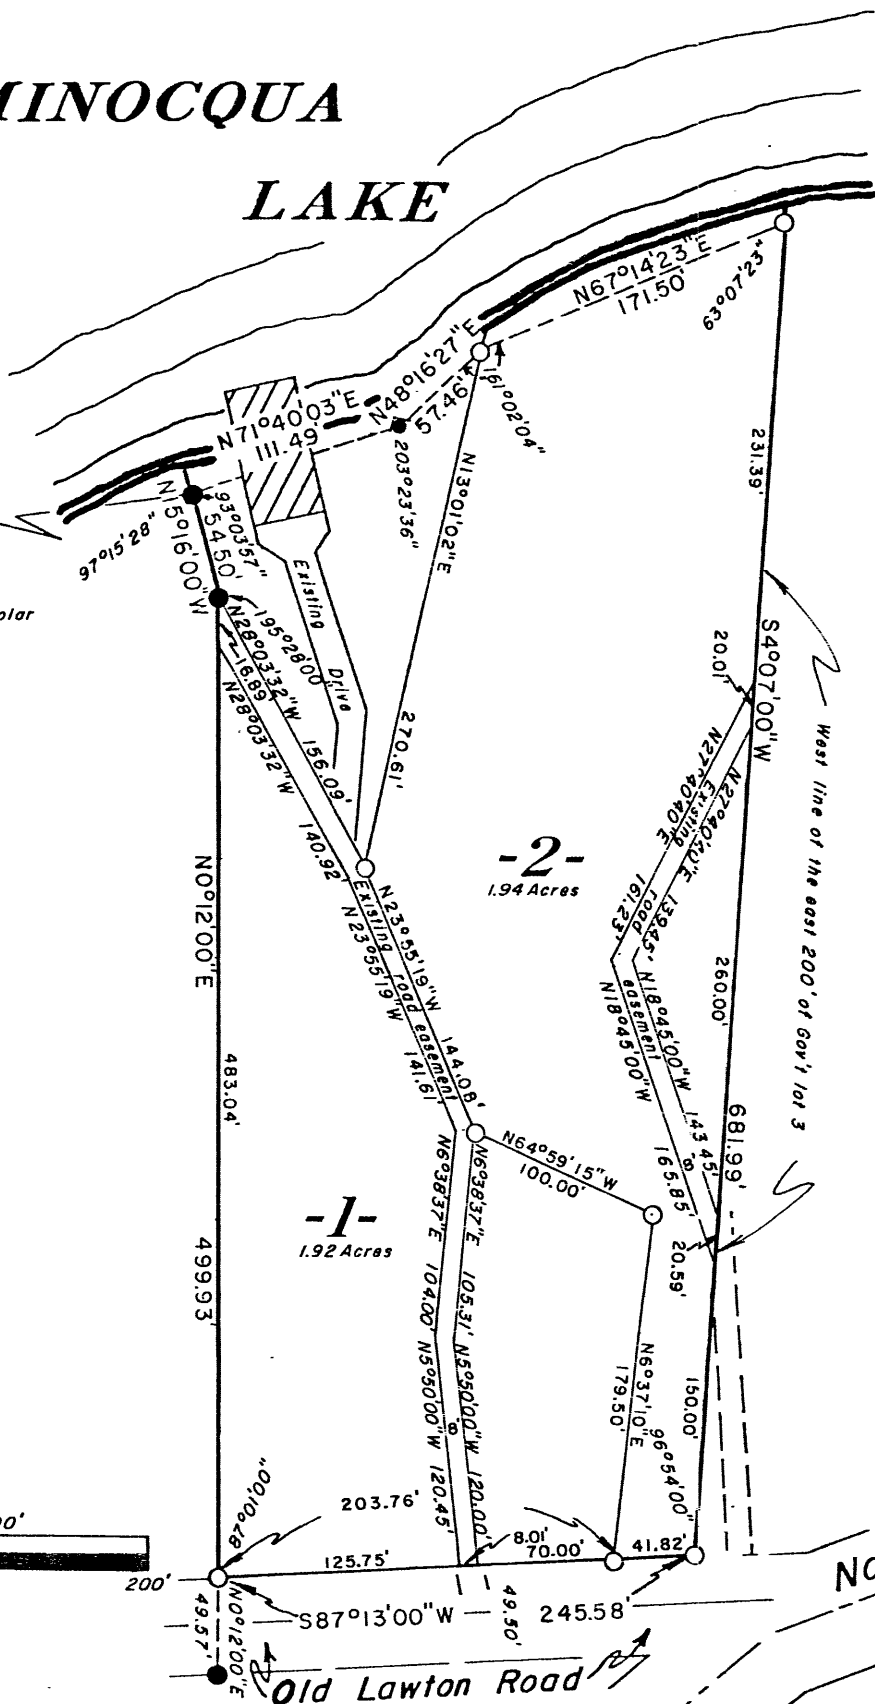 MINOCQUA
LAKE
N67°14'23"E
171.50'
63°07'23"
N48°16'27"E
57.46'
161°02'04"
N71°40'03"E
111.49'
203°23'36"
N13°01'02"E
270.61'
231.39'
97°15'28"
93°03'57"
54.50'
N15°16'00"W
195°28'00"
olar
Existing
Drive
N28°03'32"W
156.09'
16.89'
N28°03'32"W
140.92'
S4°07'00"W
681.99'
20.01'
N27°40'40"E
161.23'
N27°40'40"E
139.45'
Existing
road
easement
West line of the east 200' of Gov't lot 3
-2-
1.94 Acres
N0°12'00"E
483.04'
499.93'
Existing road easement
N23°55'19"W
144.08'
N23°55'19"W
141.61'
260.00'
N18°45'00"W
143.45'
N18°45'00"W
165.85'
20.59'
N64°59'15"W
100.00'
-1-
1.92 Acres
N6°38'37"E
104.00'
N6°38'37"E
105.31'
N5°50'00"W
120.45'
N5°50'00"W
120.00'
8'
N6°37'10"E
179.50'
150.00'
96°54'00"
87°01'00"
203.76'
125.75'
8.01'
70.00'
41.82'
00'
200'
49.57'
N0°12'00"E
S87°13'00"W
49.50'
245.58'
Old Lawton Road
NO